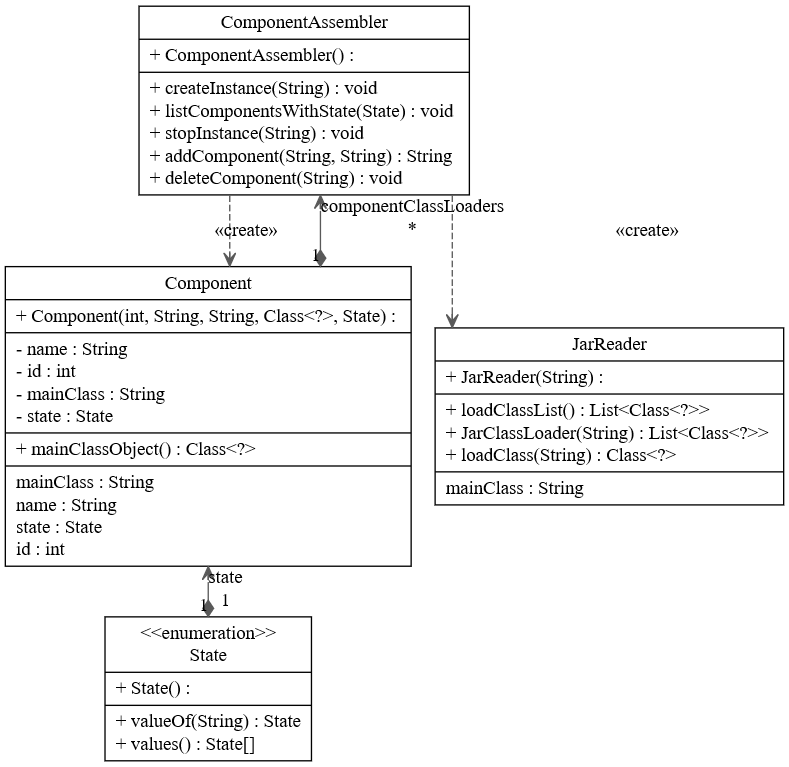 ComponentAssembler
+ ComponentAssembler() :
+ createInstance(String) : void
+ listComponentsWithState(State) : void
+ stopInstance(String) : void
+ addComponent(String, String) : String
+ deleteComponent(String) : void
componentClassLoaders
«create»
*
«create»
1
Component
+ Component(int, String, String, Class<?>, State) :
- name : String
- id : int
- mainClass : String
- state : State
+ mainClassObject() : Class<?>
mainClass : String
name : String
state : State
id : int
JarReader
+ JarReader(String) :
+ loadClassList() : List<Class<?>>
+ JarClassLoader(String) : List<Class<?>>
+ loadClass(String) : Class<?>
mainClass : String
state
1
1
<<enumeration>>
State
+ State() :
+ valueOf(String) : State
+ values() : State[]